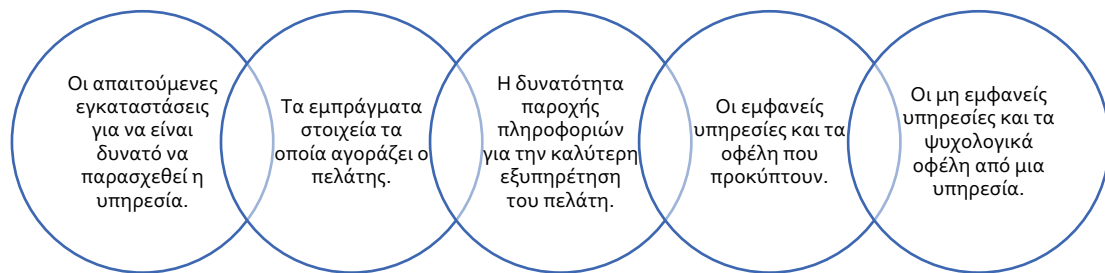 Οι απαιτούμενες
εγκαταστάσεις
για να είναι
δυνατό να
παρασχεθεί η
υπηρεσία.
Τα εμπράγματα
στοιχεία τα
οποία αγοράζει ο
πελάτης.
Η δυνατότητα
παροχής
πληροφοριών
για την καλύτερη
εξυπηρέτηση
του πελάτη.
Οι εμφανείς
υπηρεσίες και τα
οφέλη που
προκύπτουν.
Οι μη εμφανείς
υπηρεσίες και τα
ψυχολογικά
οφέλη από μια
υπηρεσία.